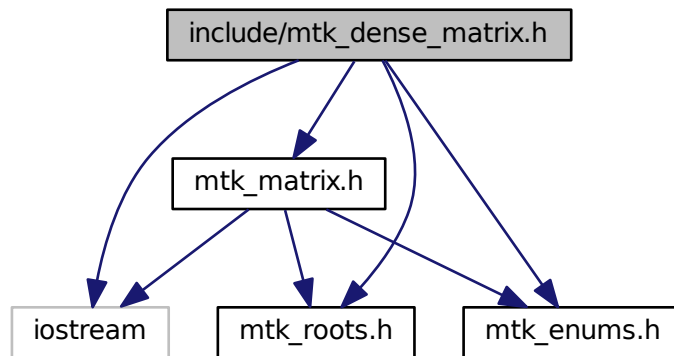 include/mtk_dense_matrix.h
mtk_matrix.h
iostream
mtk_roots.h
mtk_enums.h